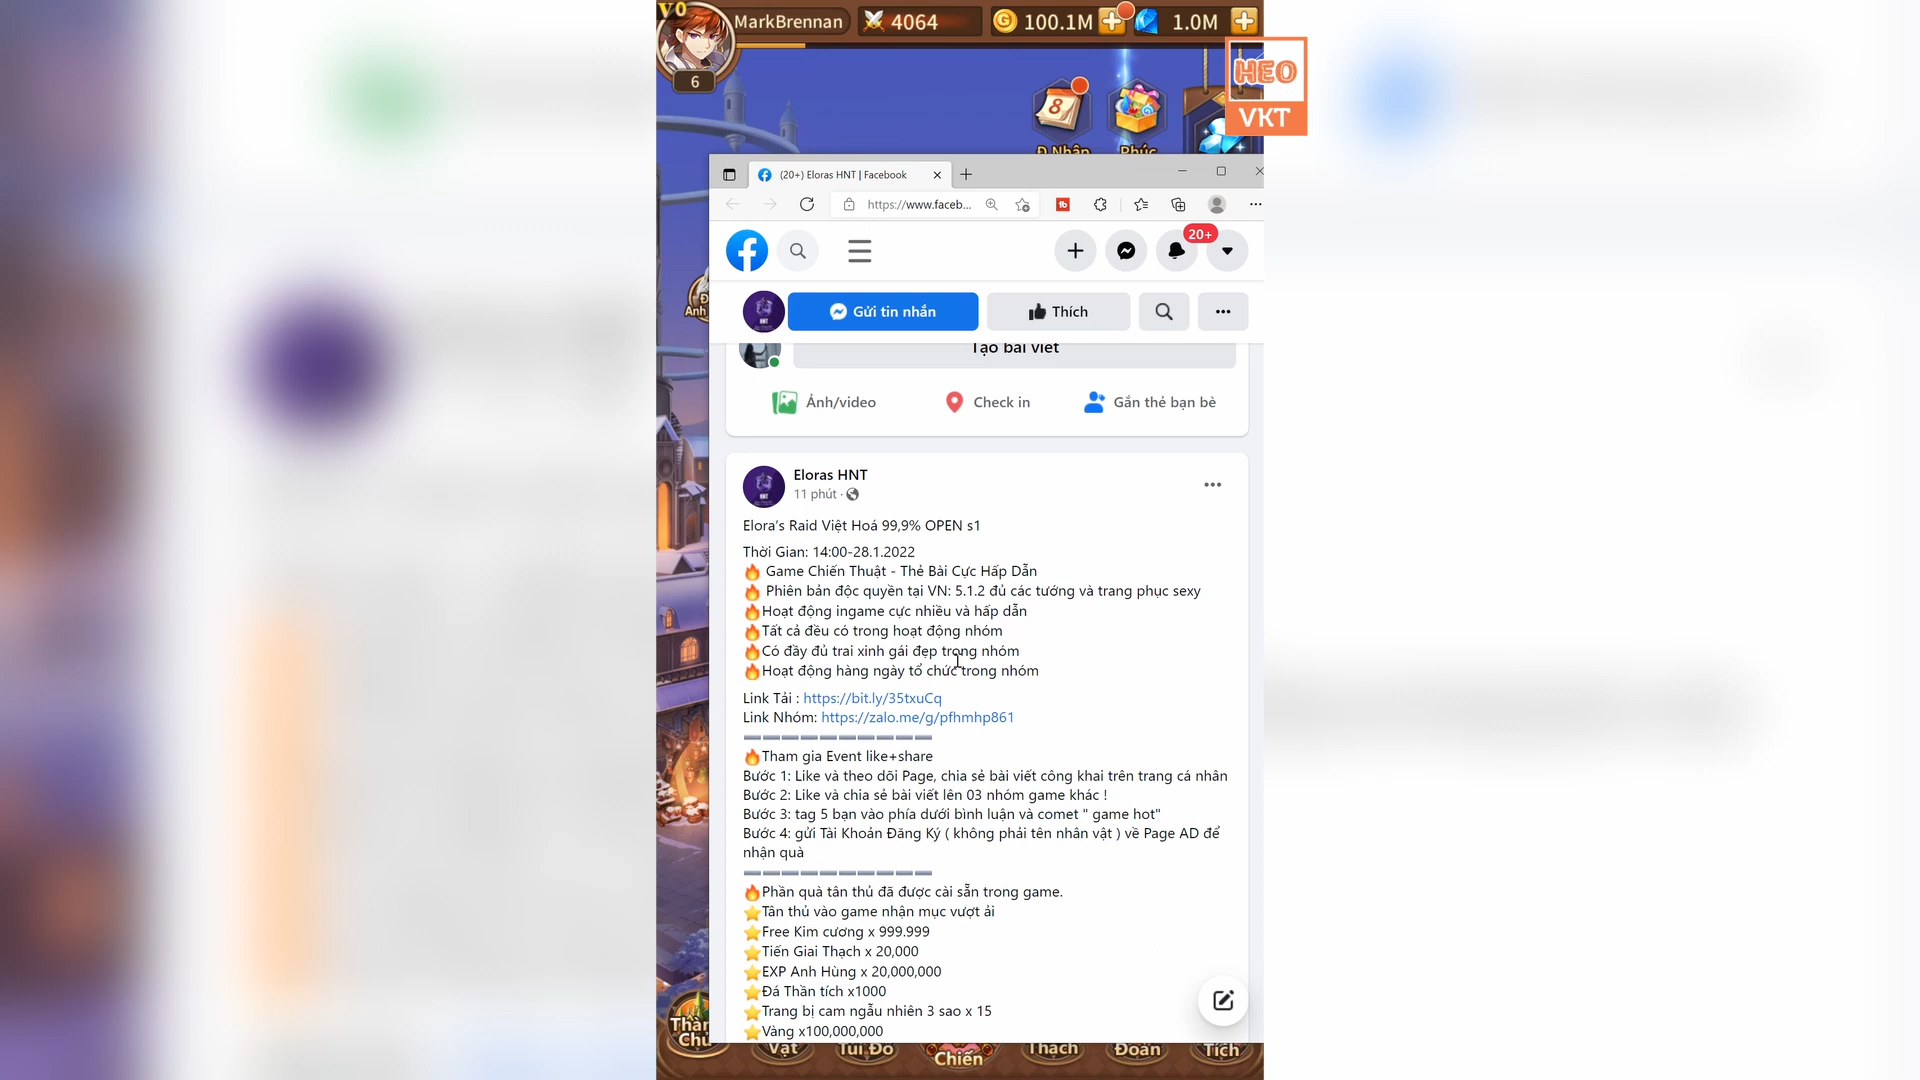 V0
MarkBrennan
4064
100.1M
1.0M
6
8
HEO
VKT
Đ.Nhập
Phúc
(20+) Eloras HNT | Facebook
https://www.faceb...
20+
Gửi tin nhắn
Thích
Tạo bài viết
Ảnh/video
Check in
Gắn thẻ bạn bè
Anh
Eloras HNT
11 phút ·
Elora's Raid Việt Hoá 99,9% OPEN s1
Thời Gian: 14:00-28.1.2022
🔥 Game Chiến Thuật - Thẻ Bài Cực Hấp Dẫn
🔥 Phiên bản độc quyền tại VN: 5.1.2 đủ các tướng và trang phục sexy
🔥Hoạt động ingame cực nhiều và hấp dẫn
🔥Tất cả đều có trong hoạt động nhóm
🔥Có đầy đủ trai xinh gái đẹp trong nhóm
🔥Hoạt động hàng ngày tổ chức trong nhóm
Link Tải : https://bit.ly/35txuCq
Link Nhóm: https://zalo.me/g/pfhmhp861
➖➖➖➖➖➖➖➖➖➖
🔥Tham gia Event like+share
Bước 1: Like và theo dõi Page, chia sẻ bài viết công khai trên trang cá nhân
Bước 2: Like và chia sẻ bài viết lên 03 nhóm game khác !
Bước 3: tag 5 bạn vào phía dưới bình luận và comet " game hot"
Bước 4: gửi Tài Khoản Đăng Ký ( không phải tên nhân vật ) về Page AD để
nhận quà
➖➖➖➖➖➖➖➖➖➖
🔥Phần quà tân thủ đã được cài sẵn trong game.
⭐Tân thủ vào game nhận mục vượt ải
⭐Free Kim cương x 999.999
⭐Tiến Giai Thạch x 20,000
⭐EXP Anh Hùng x 20,000,000
⭐Đá Thần tích x1000
⭐Trang bị cam ngẫu nhiên 3 sao x 15
⭐Vàng x100,000,000
Thàn
Chủ
Vật
Túi Đồ
Chiến
Thạch
Đoàn
Tích